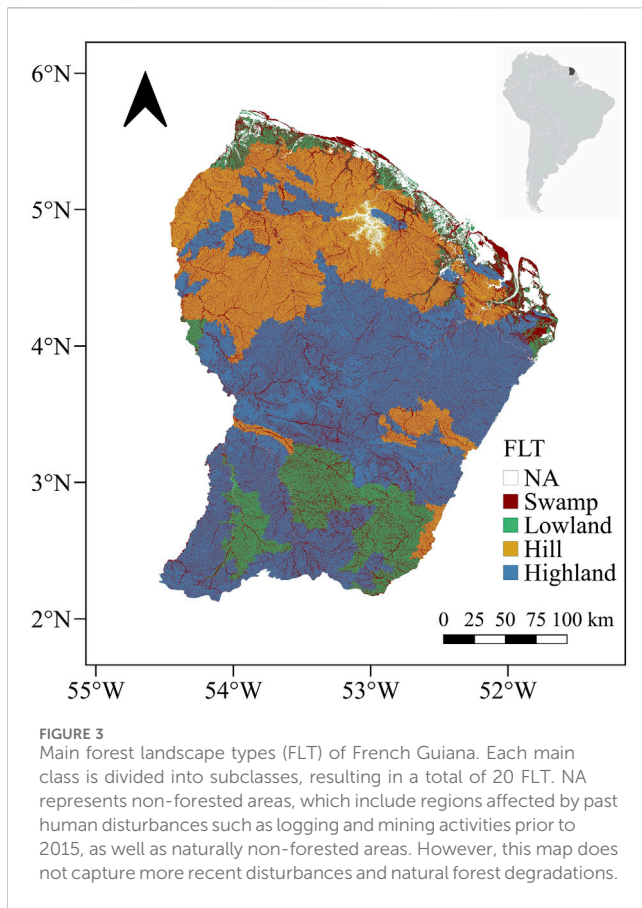 6°N
5°N
4°N
3°N
2°N
FLT
NA
Swamp
Lowland
Hill
Highland
0 25 50 75 100 km
55°W 54°W 53°W 52°W
FIGURE 3
Main forest landscape types (FLT) of French Guiana. Each main
class is divided into subclasses, resulting in a total of 20 FLT. NA
represents non-forested areas, which include regions affected by past
human disturbances such as logging and mining activities prior to
2015, as well as naturally non-forested areas. However, this map does
not capture more recent disturbances and natural forest degradations.